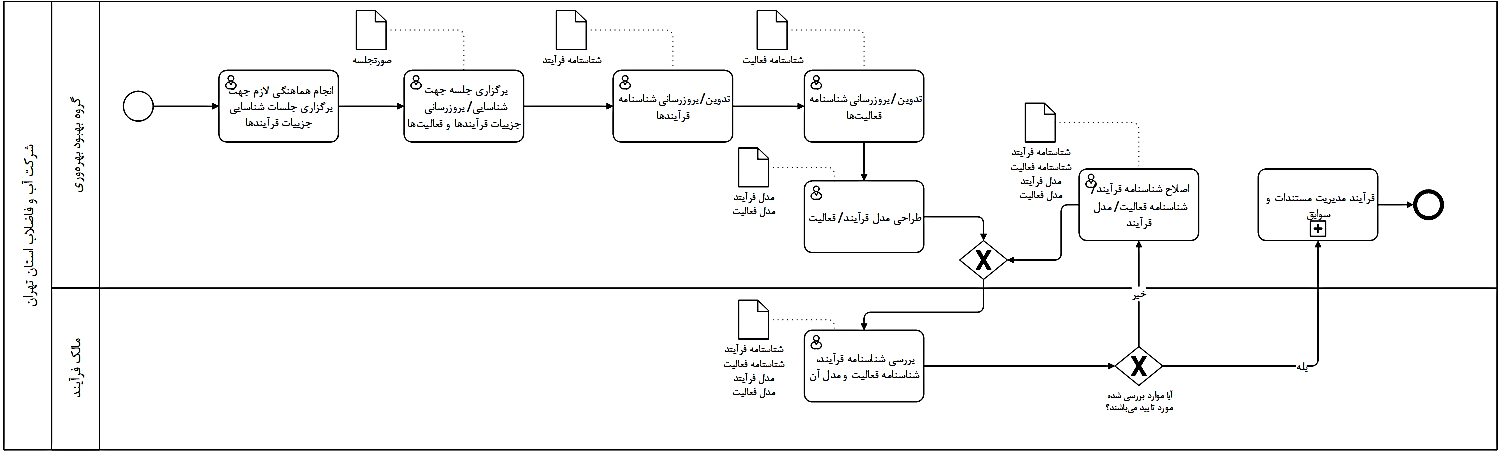 شرکت آب و فاضلاب استان تهران
گروه بهبود بهره‌وری
انجام هماهنگی لازم جهت
برگزاری جلسات شناسایی
جزییات فرآیندها
صورتجلسه
برگزاری جلسه جهت
شناسایی/بروزرسانی
جزییات فرآیندها و فعالیت‌ها
شناسنامه فرآیند
تدوین/بروزرسانی شناسنامه
فرآیندها
شناسنامه فعالیت
تدوین/بروزرسانی شناسنامه
فعالیت‌ها
مدل فرآیند
مدل فعالیت
طراحی مدل فرآیند/ فعالیت
شناسنامه فرآیند
شناسنامه فعالیت
مدل فرآیند
مدل فعالیت
اصلاح شناسنامه فرآیند/
شناسنامه فعالیت/ مدل
فرآیند
فرآیند مدیریت مستندات و
سوابق
مالک فرآیند
شناسنامه فرآیند
شناسنامه فعالیت
مدل فرآیند
مدل فعالیت
بررسی شناسنامه فرآیند،
شناسنامه فعالیت و مدل آن
خیر
بله
آیا موارد بررسی شده
مورد تایید می‌باشند؟